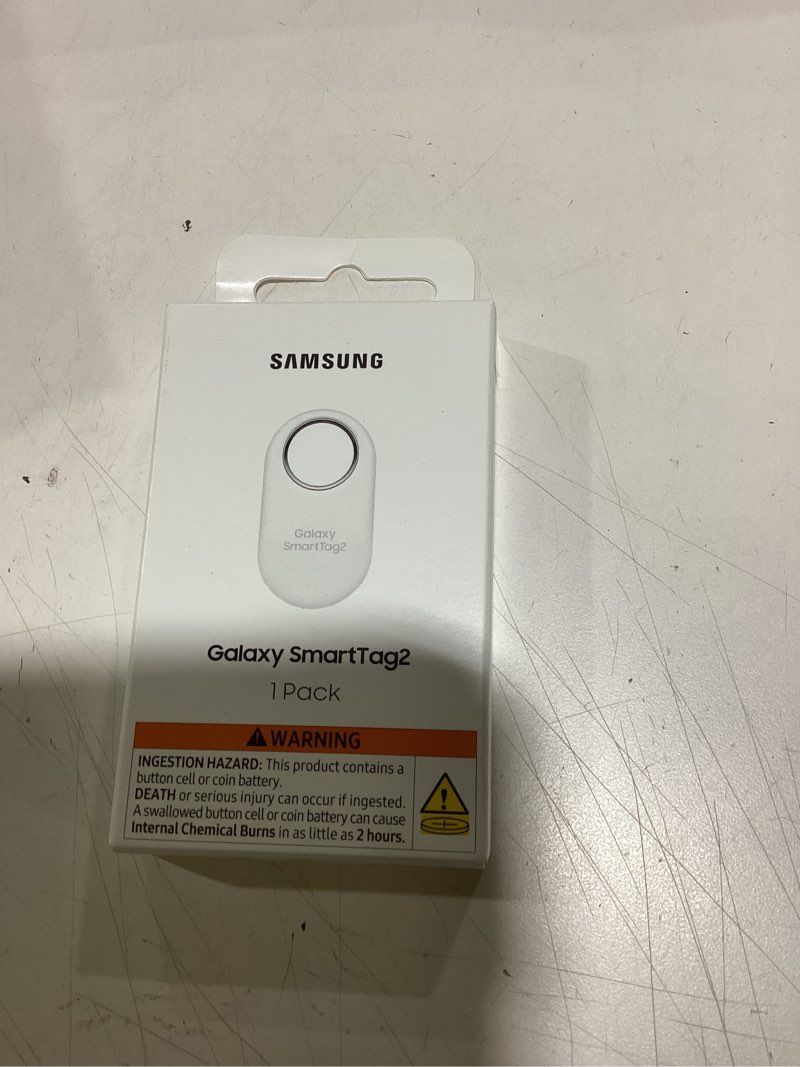 SAMSUNG
Galaxy
SmartTag2
Galaxy SmartTag2
1 Pack
WARNING
INGESTION HAZARD: This product contains a
button cell or coin battery.
DEATH or serious injury can occur if ingested.
A swallowed button cell or coin battery can cause
Internal Chemical Burns in as little as 2 hours.